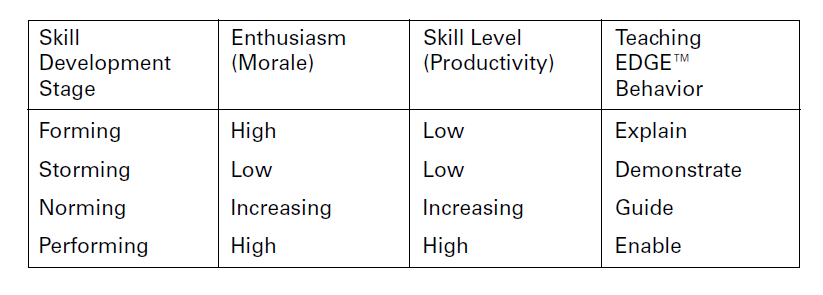 Skill Development Stage
Enthusiasm (Morale)
Skill Level (Productivity)
Teaching EDGE™ Behavior
Forming High Low Explain
Storming Low Low Demonstrate
Norming Increasing Increasing Guide
Performing High High Enable